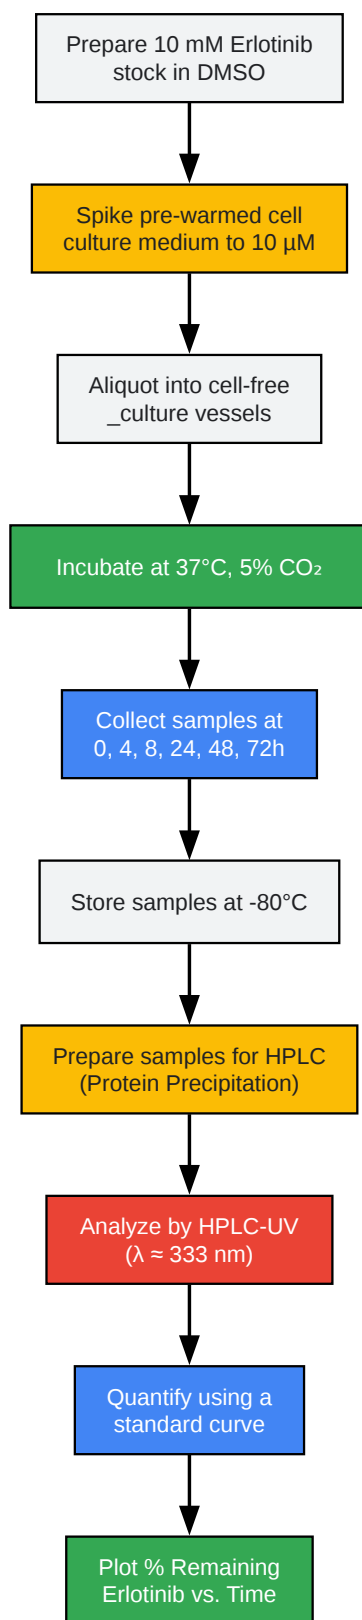 Prepare 10 mM Erlotinib
stock in DMSO
Spike pre-warmed cell
culture medium to 10 µM
Aliquot into cell-free
_culture vessels
Incubate at 37°C, 5% CO₂
Collect samples at
0, 4, 8, 24, 48, 72h
Store samples at -80°C
Prepare samples for HPLC
(Protein Precipitation)
Analyze by HPLC-UV
(λ ≈ 333 nm)
Quantify using a
standard curve
Plot % Remaining
Erlotinib vs. Time